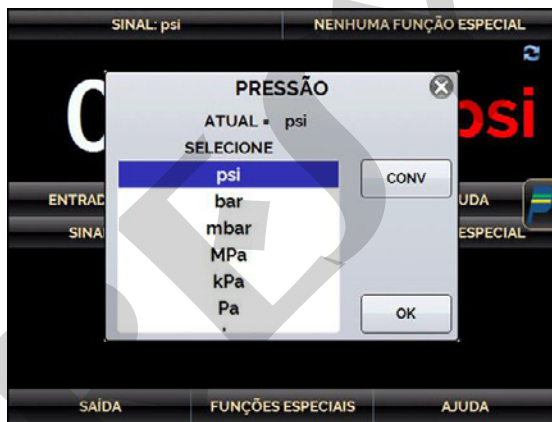 SINAL: psi NENHUMA FUNÇÃO ESPECIAL
PRESSÃO
psi
ATUAL = psi
SELECIONE
psi
CONV
ENTRAD
bar
UDA
SINA
mbar
ESPECIAL
MPa
kPa
Pa
OK
SAÍDA FUNÇÕES ESPECIAIS AJUDA